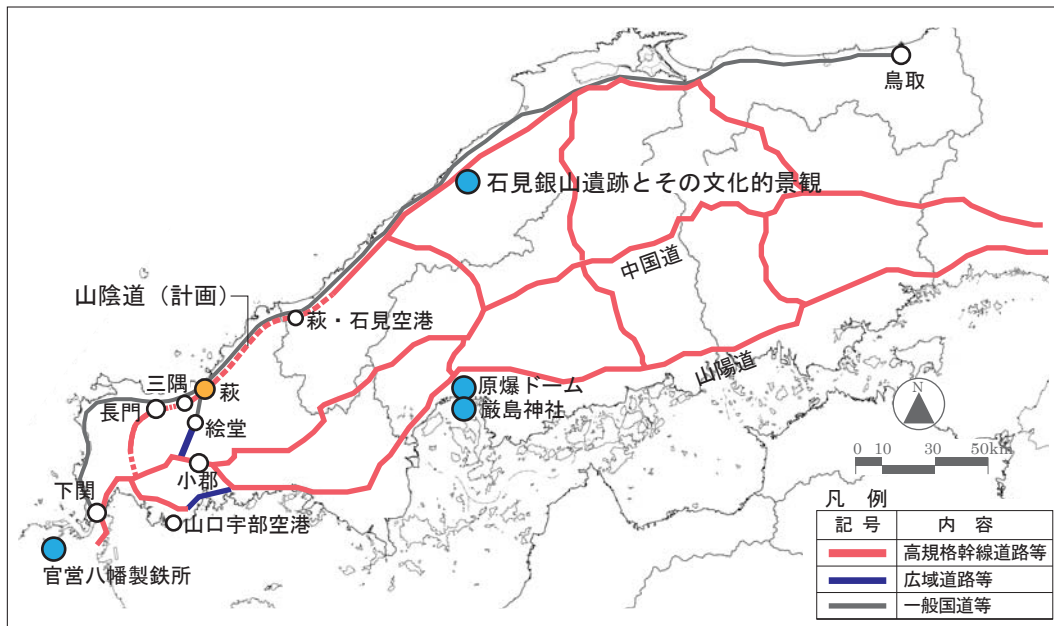 鳥取
石見銀山遺跡とその文化的景観
中国道
山陰道（計画）
萩・石見空港
山陽道
三隅
萩
長門
絵堂
原爆ドーム
厳島神社
N
小郡
下関
山口宇部空港
官営八幡製鉄所
0 10 30 50km
凡 例
記 号 内 容
高規格幹線道路等
広域道路等
一般国道等